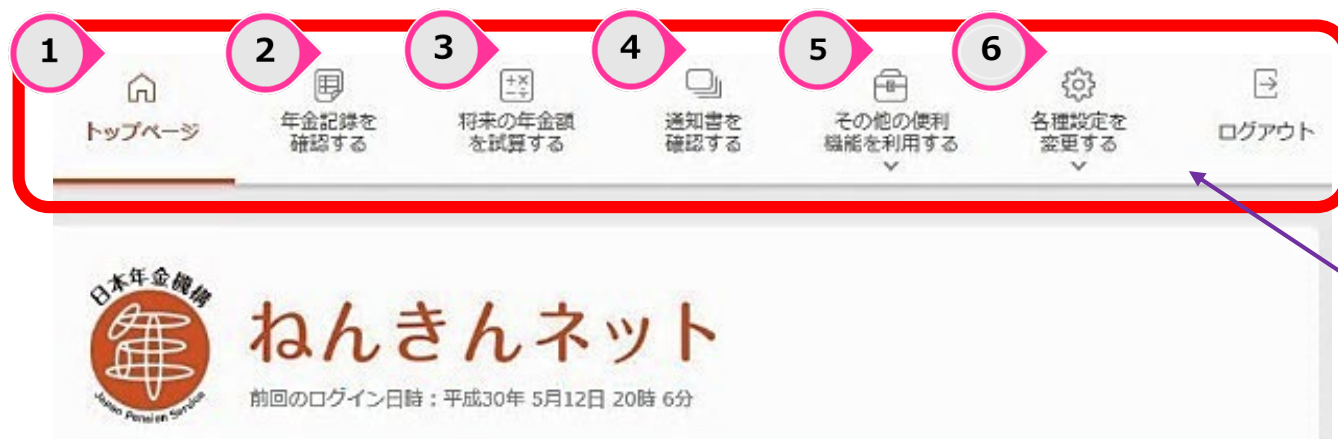 1
2
3
4
5
6
トップページ
年金記録を
確認する
将来の年金額
を試算する
通知書を
確認する
その他の便利
機能を利用する
各種設定を
変更する
ログアウト
日本年金機構
Japan Pension Service
ねんきんネット
前回のログイン日時：平成30年 5月12日 20時 6分